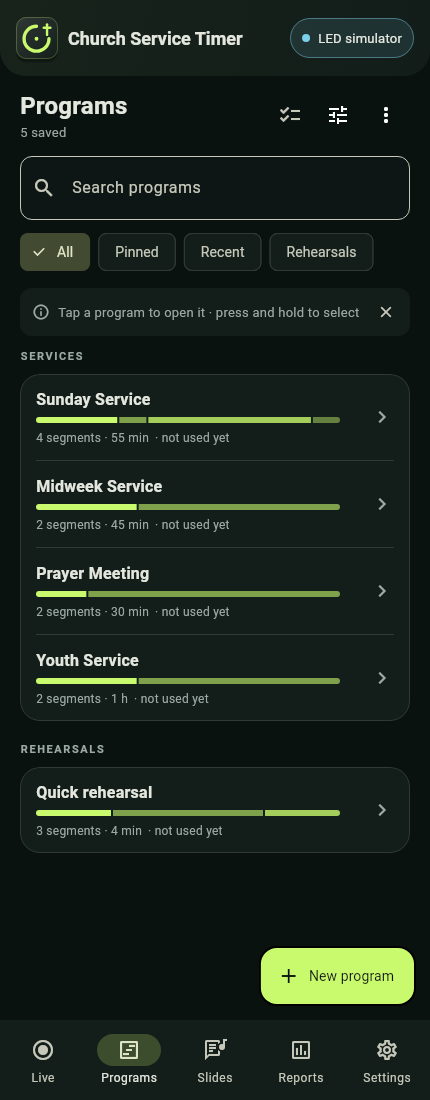 Church Service Timer
LED simulator
Programs
5 saved
Search programs
All
Pinned
Recent
Rehearsals
Tap a program to open it · press and hold to select
SERVICES
Sunday Service
4 segments · 55 min · not used yet
Midweek Service
2 segments · 45 min · not used yet
Prayer Meeting
2 segments · 30 min · not used yet
Youth Service
2 segments · 1 h · not used yet
REHEARSALS
Quick rehearsal
3 segments · 4 min · not used yet
New program
Live
Programs
Slides
Reports
Settings